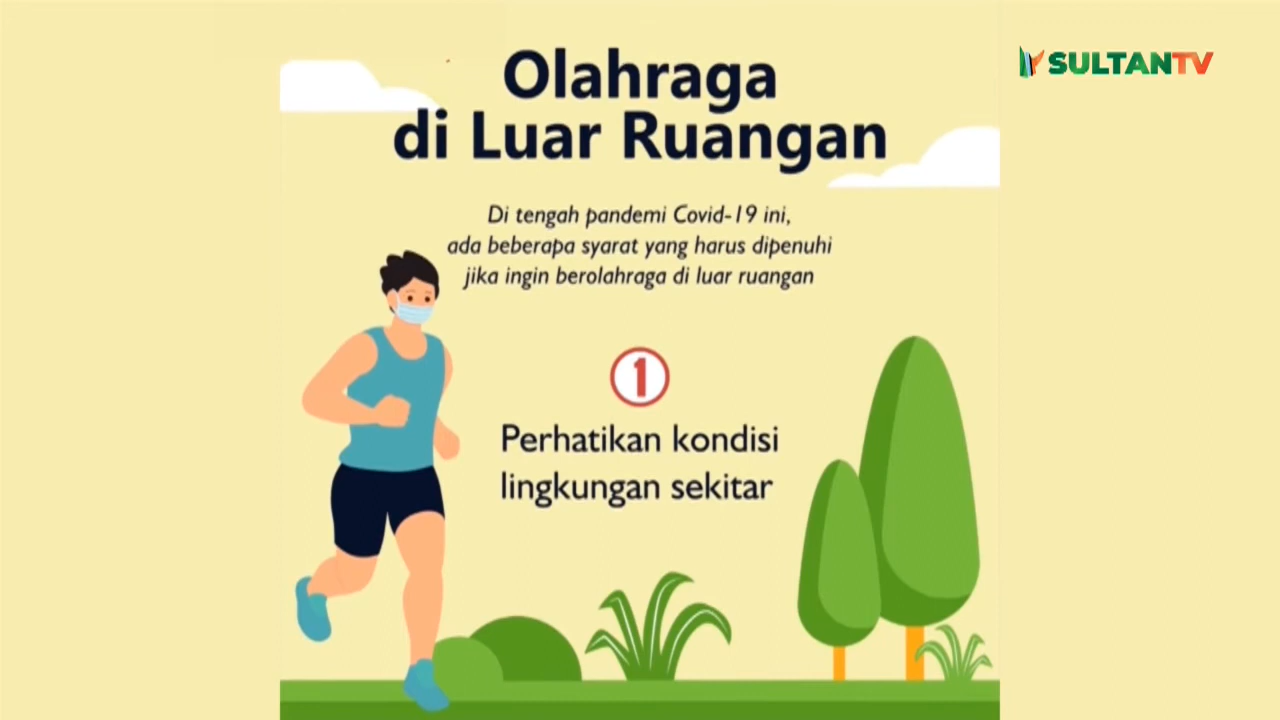 SULTANTV
Olahraga
di Luar Ruangan
Di tengah pandemi Covid-19 ini,
ada beberapa syarat yang harus dipenuhi
jika ingin berolahraga di luar ruangan
1
Perhatikan kondisi
lingkungan sekitar